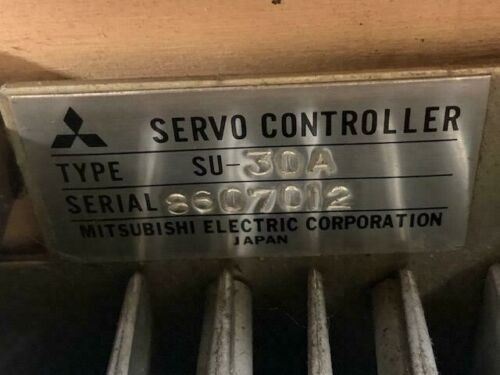 SERVO CONTROLLER
TYPE SU-30A
SERIAL 8607012
MITSUBISHI ELECTRIC CORPORATION
JAPAN